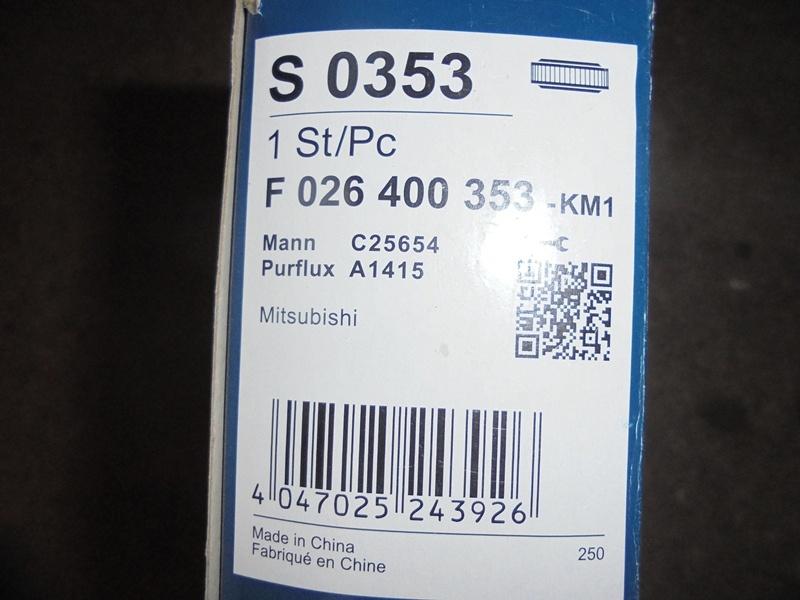 S 0353
1 St/Pc
F 026 400 353 -KM1
Mann C25654
Purflux A1415
Mitsubishi
4 047025 243926
Made in China
Fabriqué en Chine
250